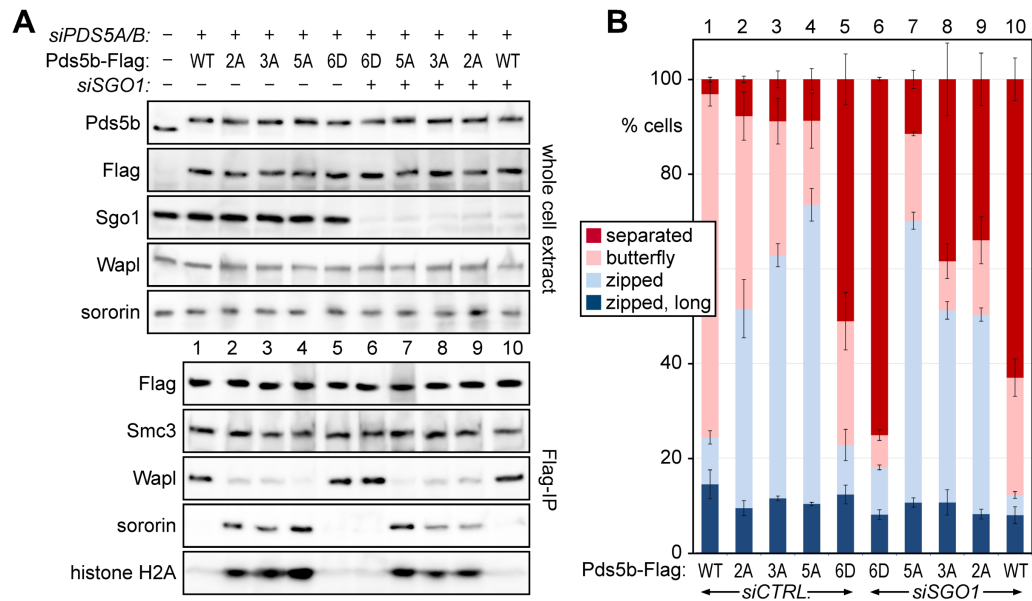 A
siPDS5A/B: – + + + + + + + + + +
Pds5b-Flag: – WT 2A 3A 5A 6D 6D 5A 3A 2A WT
siSGO1: – – – – – – + + + + +
Pds5b
Flag
Sgo1
Wapl
sororin
whole cell extract
1 2 3 4 5 6 7 8 9 10
Flag
Smc3
Wapl
sororin
histone H2A
Flag-IP
B
1 2 3 4 5 6 7 8 9 10
100
% cells
80
separated
butterfly
zipped
zipped, long
40
20
0
Pds5b-Flag: WT 2A 3A 5A 6D 6D 5A 3A 2A WT
siCTRL. siSGO1